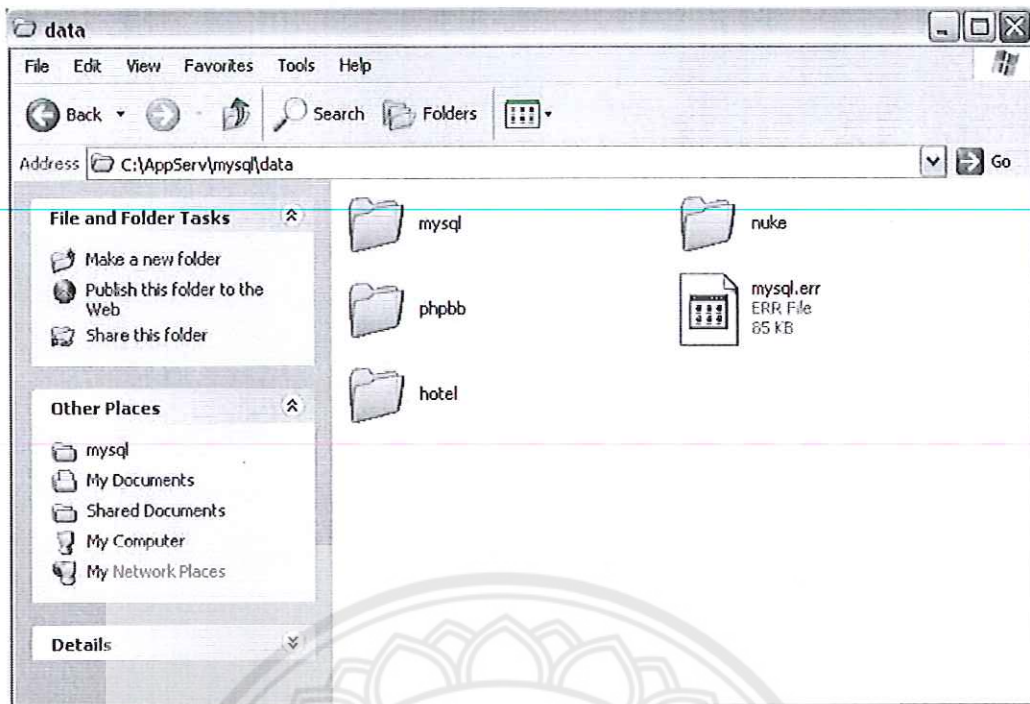 data
File Edit View Favorites Tools Help
Back Search Folders
Address C:\AppServ\mysql\data Go
File and Folder Tasks
Make a new folder
Publish this folder to the
Web
Share this folder
Other Places
mysql
My Documents
Shared Documents
My Computer
My Network Places
Details
mysql
nuke
phpbb
mysql.err
ERR File
85 KB
hotel